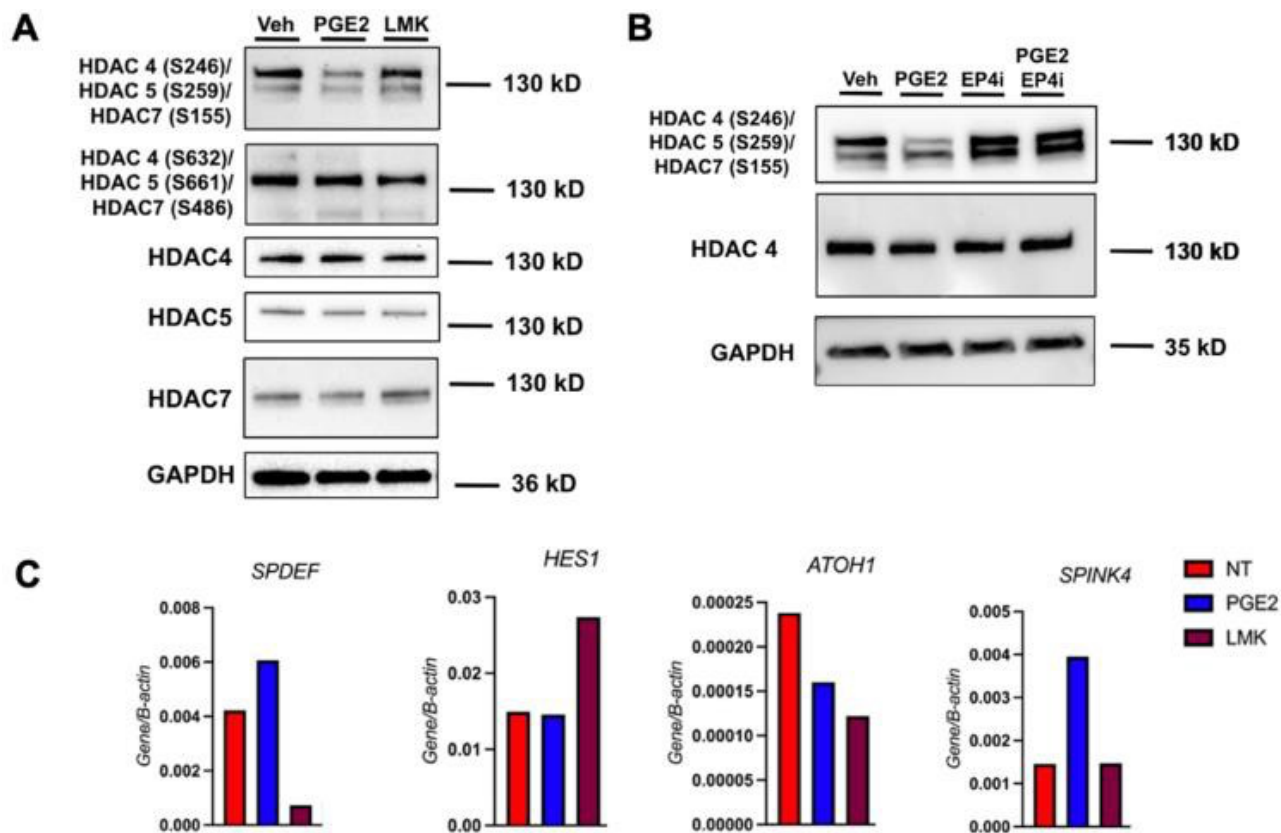 A
Veh PGE2 LMK
HDAC 4 (S246)/
HDAC 5 (S259)/
HDAC7 (S155)
130 kD
HDAC 4 (S632)/
HDAC 5 (S661)/
HDAC7 (S486)
130 kD
HDAC4
130 kD
HDAC5
130 kD
HDAC7
130 kD
GAPDH
36 kD
B
Veh PGE2 EP4i PGE2
EP4i
HDAC 4 (S246)/
HDAC 5 (S259)/
HDAC7 (S155)
130 kD
HDAC 4
130 kD
GAPDH
35 kD
C
SPDEF
Gene/B-actin
0.008
0.006
0.004
0.002
0.000
HES1
Gene/B-actin
0.03
0.02
0.01
0.00
ATOH1
Gene/B-actin
0.00025
0.00020
0.00015
0.00010
0.00005
0.00000
SPINK4
Gene/B-actin
0.005
0.004
0.003
0.002
0.001
0.000
NT
PGE2
LMK